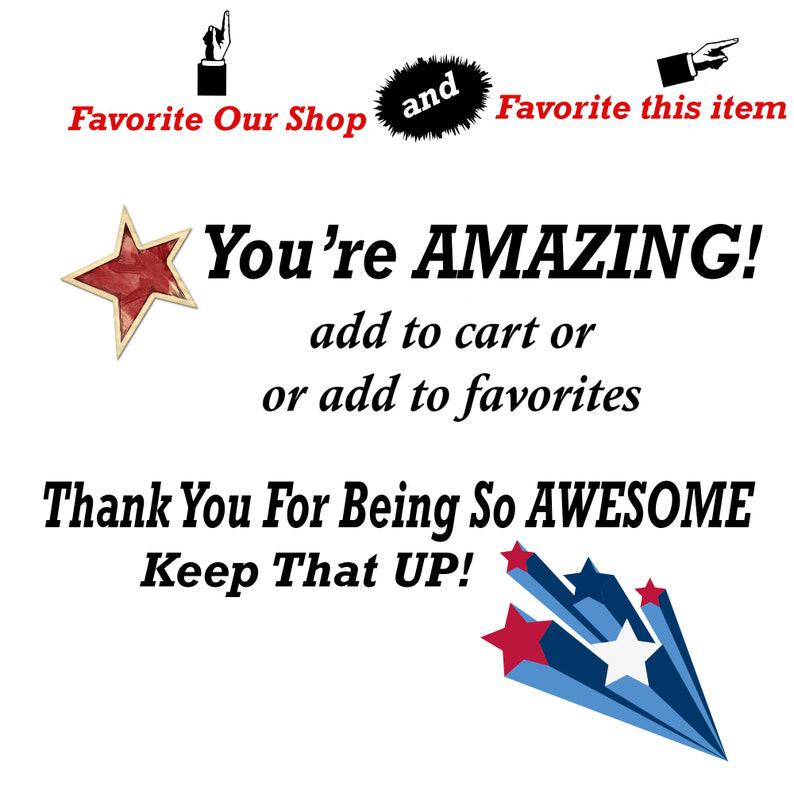 Favorite Our Shop and Favorite this item
You're AMAZING!
add to cart or
or add to favorites
Thank You For Being So AWESOME
Keep That UP!